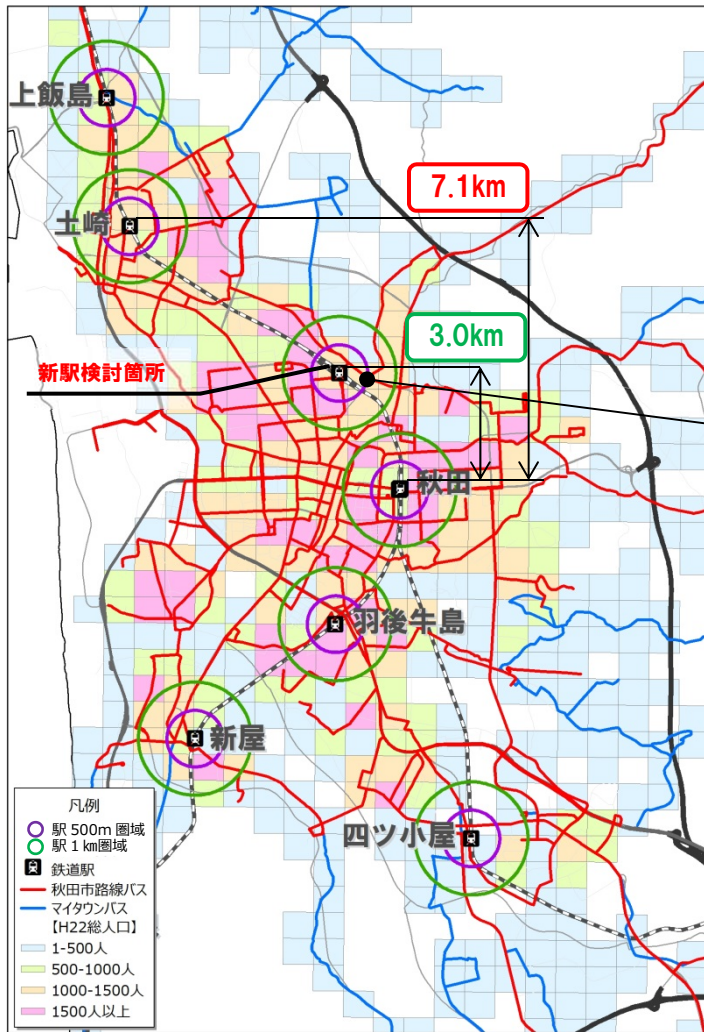 上飯島
7.1km
土崎
3.0km
新駅検討箇所
秋田
羽後牛島
新屋
四ツ小屋
凡例
駅 500m 圏域
駅 1 ㎞圏域
鉄道駅
秋田市路線バス
マイタウンバス
【H22総人口】
1-500人
500-1000人
1000-1500人
1500人以上